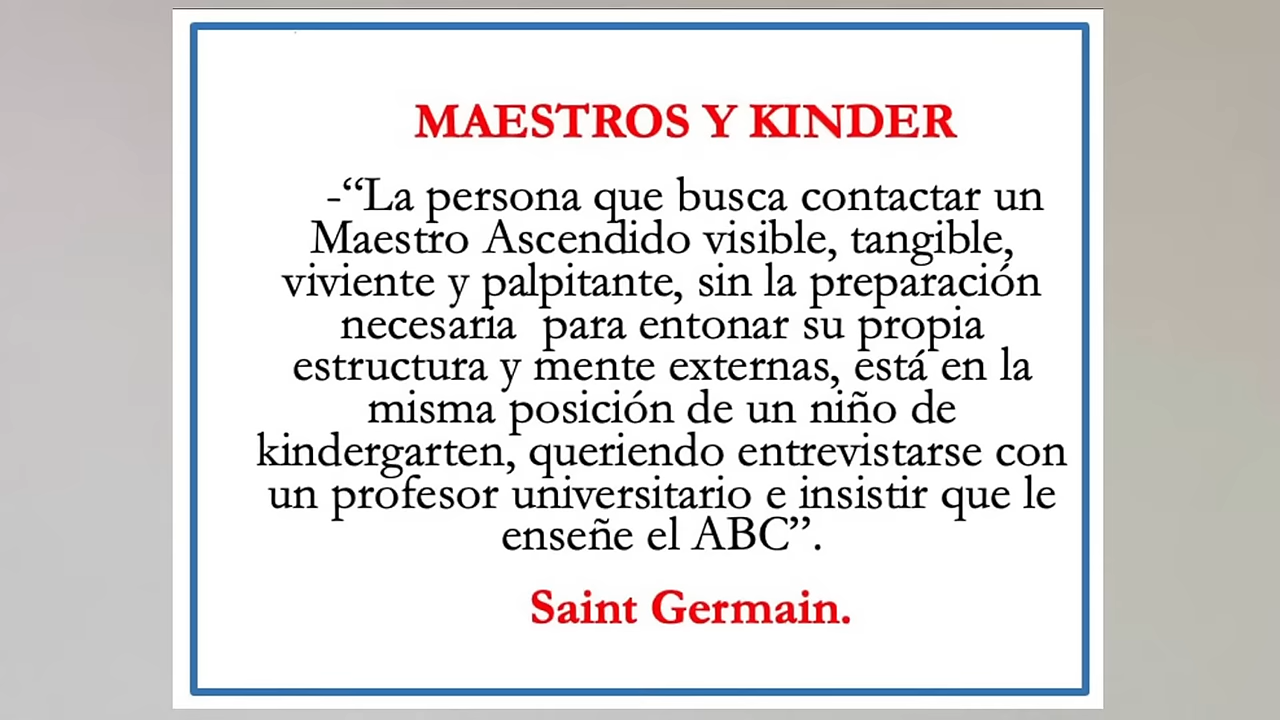 MAESTROS Y KINDER
-“La persona que busca contactar un
Maestro Ascendido visible, tangible,
viviente y palpitante, sin la preparación
necesaria  para entonar su propia
estructura y mente externas, está en la
misma posición de un niño de
kindergarten, queriendo entrevistarse con
un profesor universitario e insistir que le
enseñe el ABC”.
Saint Germain.